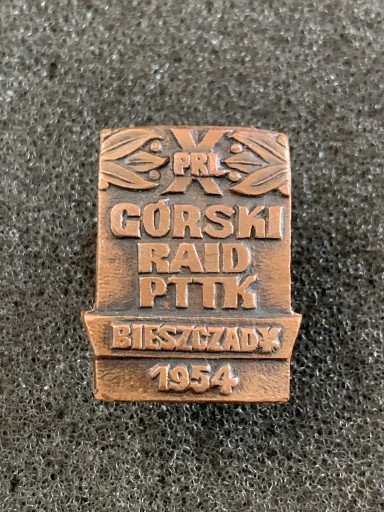 X
PRL
GÓRSKI
RAID
PTTK
BIESZCZADY
1954